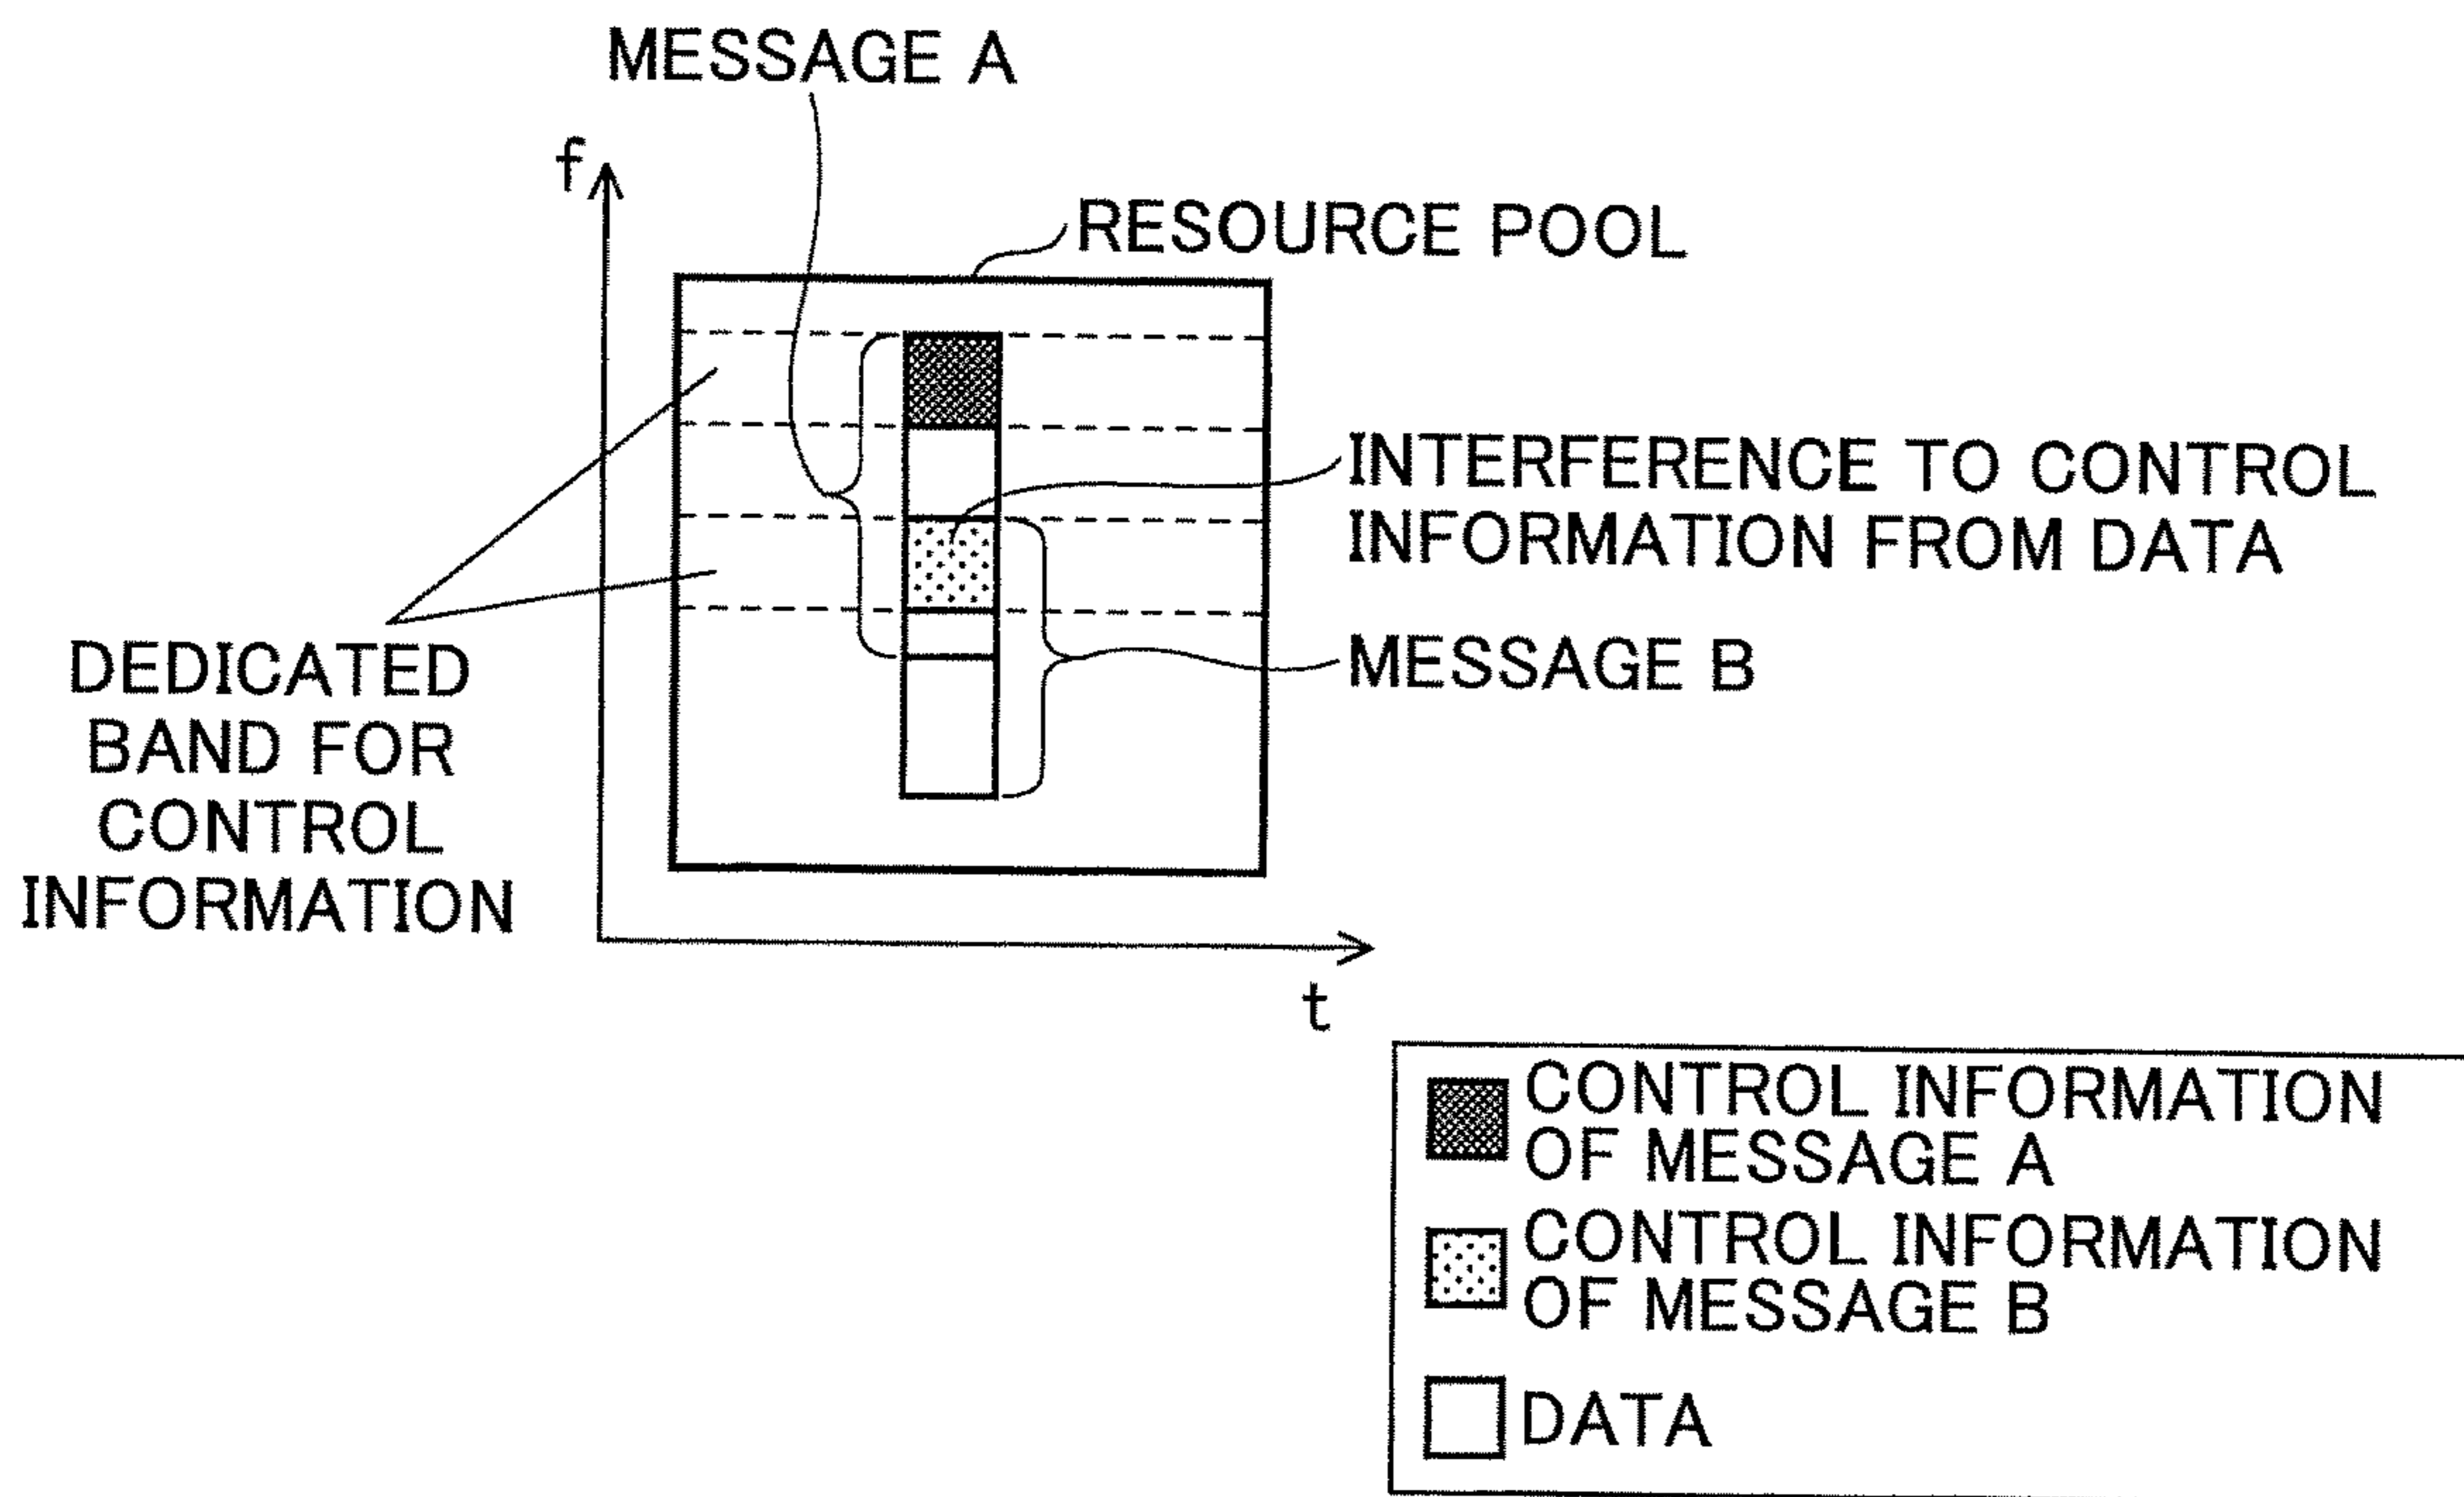 MESSAGE A
f
RESOURCE POOL
INTERFERENCE TO CONTROL
INFORMATION FROM DATA
MESSAGE B
DEDICATED
BAND FOR
CONTROL
INFORMATION
t
CONTROL INFORMATION
OF MESSAGE A
CONTROL INFORMATION
OF MESSAGE B
DATA